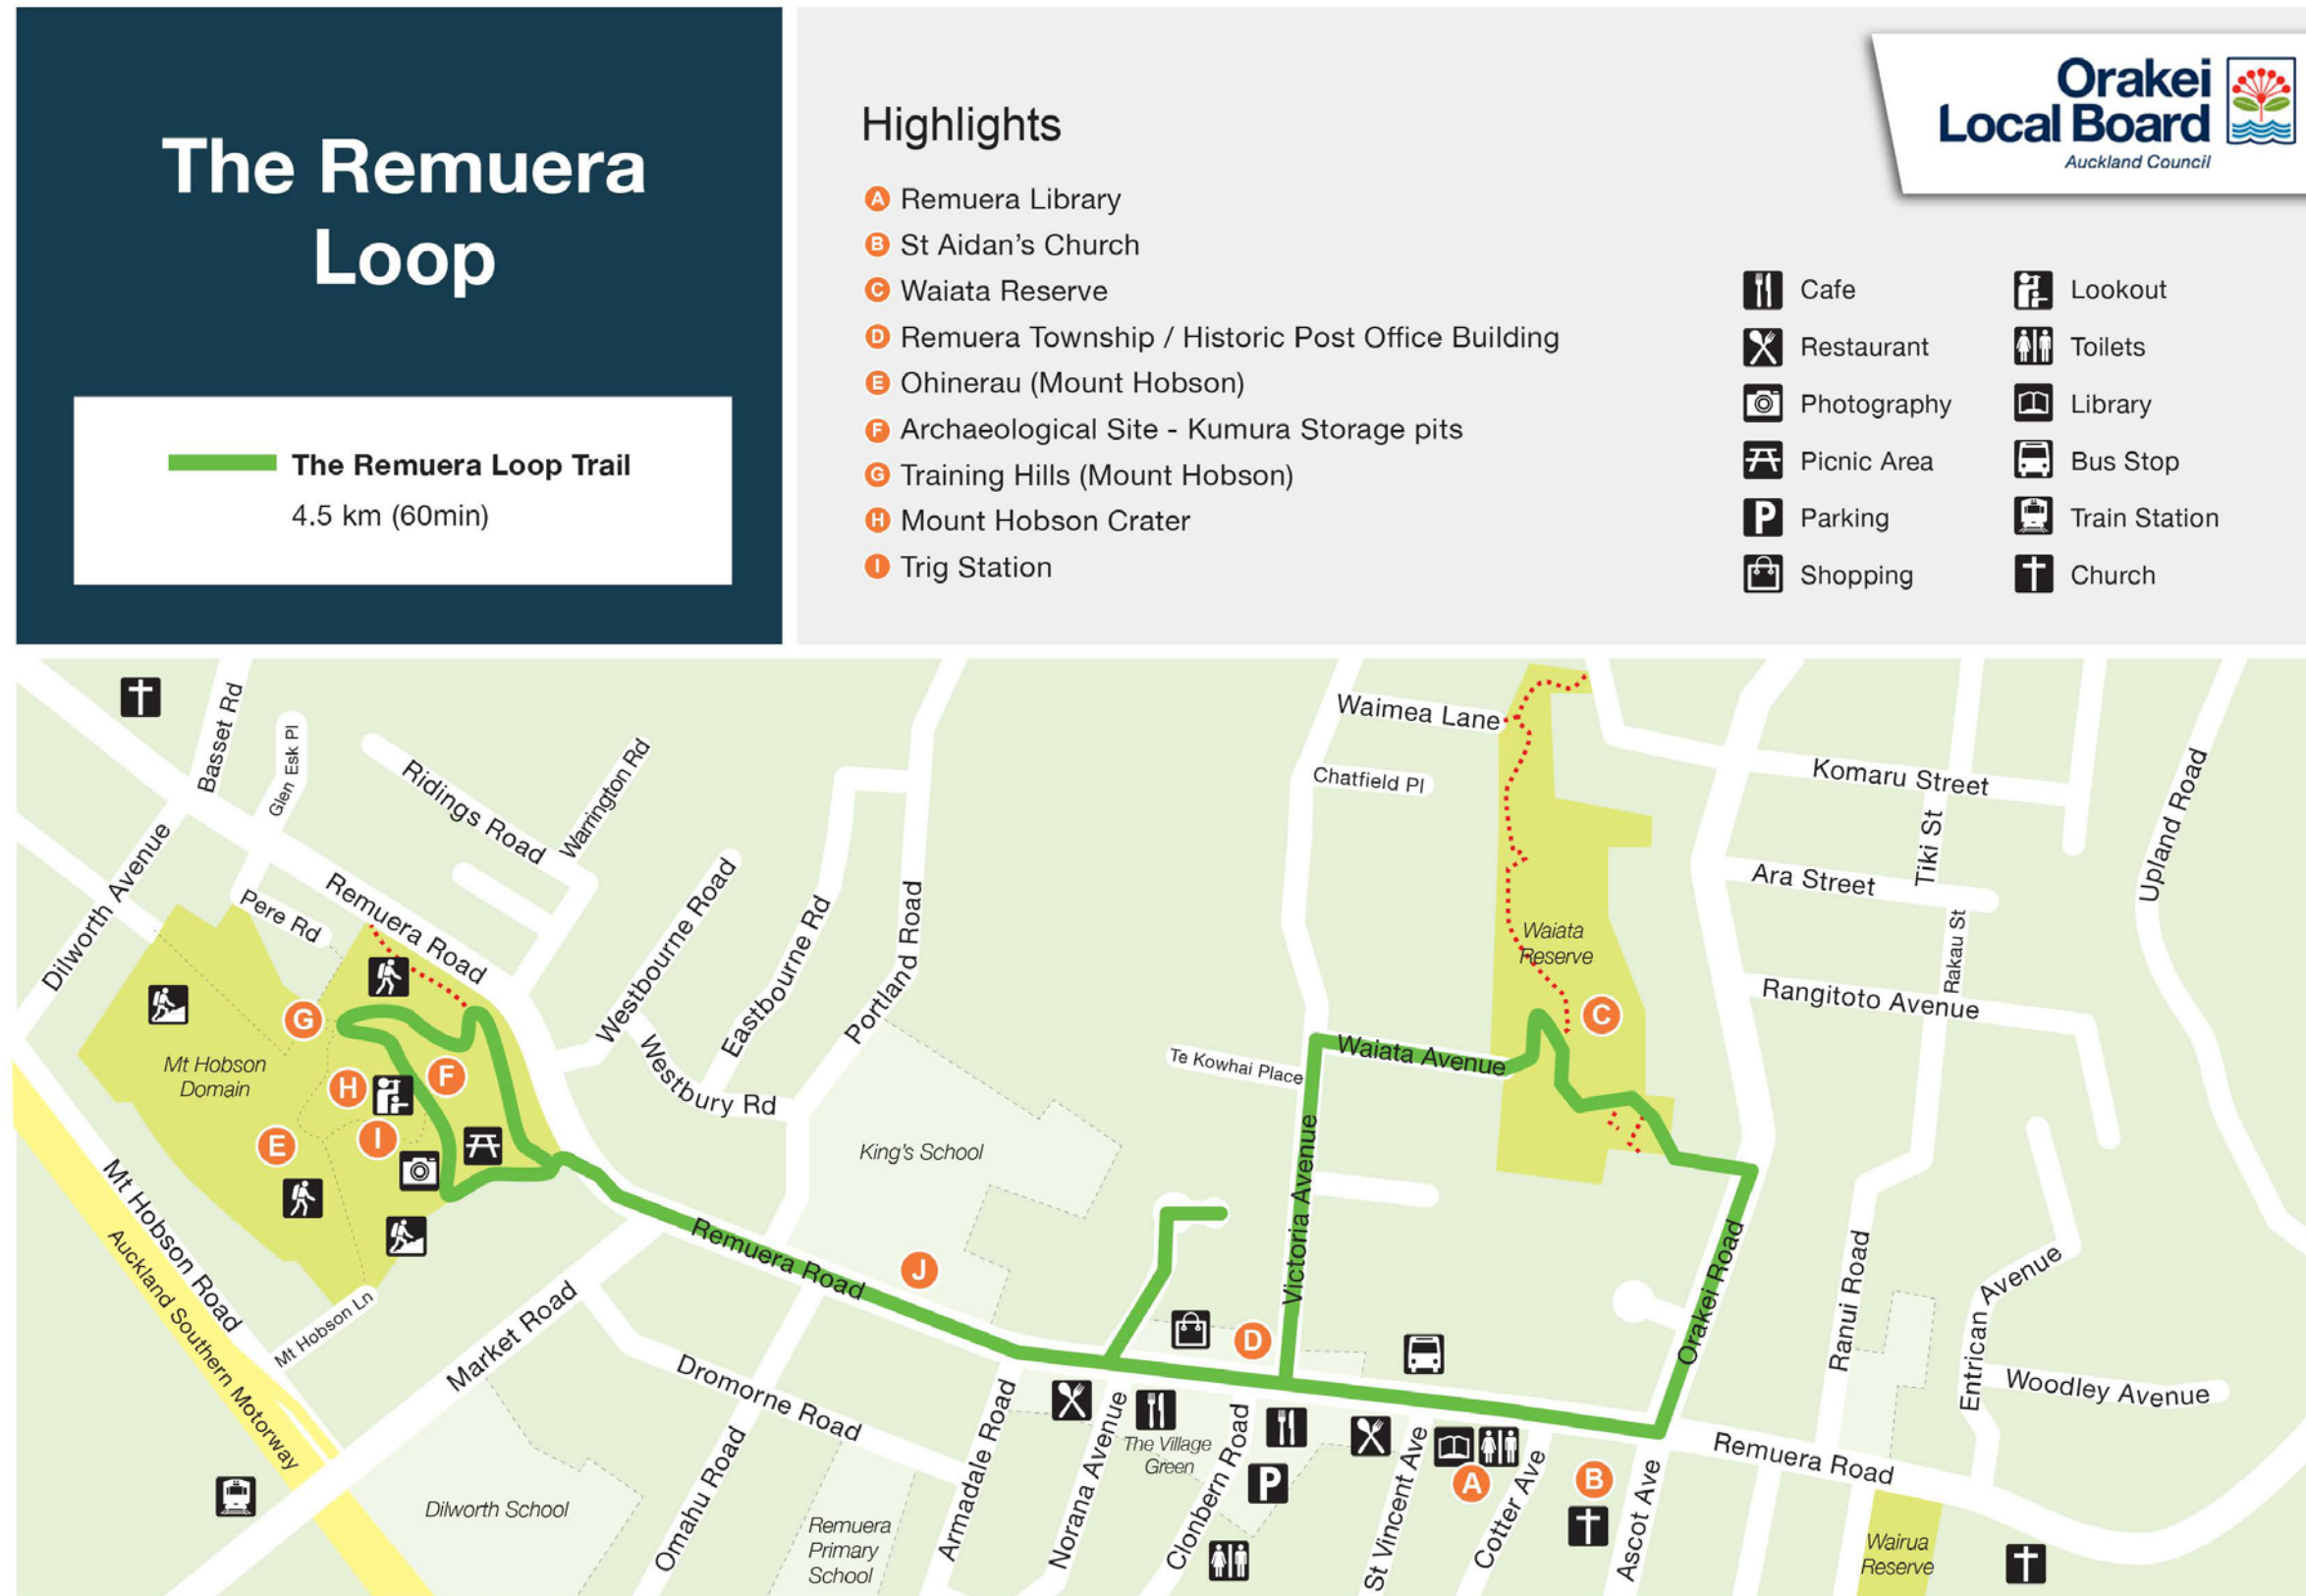 The Remuera
Loop
The Remuera Loop Trail
4.5 km (60min)
Highlights
A Remuera Library
B St Aidan's Church
C Waiata Reserve
D Remuera Township / Historic Post Office Building
E Ohinerau (Mount Hobson)
F Archaeological Site - Kumura Storage pits
G Training Hills (Mount Hobson)
H Mount Hobson Crater
I Trig Station
Orakei
Local Board
Auckland Council
Cafe
Restaurant
Photography
Picnic Area
P Parking
Shopping
Lookout
Toilets
Library
Bus Stop
Train Station
Church
Basset Rd
Glen Esk Pl
Ridings Road
Warrington Rd
Dilworth Avenue
Pere Rd
Remuera Road
Westbourne Road
Eastbourne Rd
Portland Road
Westbury Rd
Waimea Lane
Chatfield Pl
Komaru Street
Tiki St
Ara Street
Upland Road
Rakau St
Rangitoto Avenue
Waiata
Reserve
C
G
Mt Hobson
Domain
H
F
E
I
Te Kowhai Place
Waiata Avenue
Victoria Avenue
King's School
Mt Hobson Road
Auckland Southern Motorway
Mt Hobson Ln
Market Road
Remuera Road
J
D
Orakei Road
Ranui Road
Entrican Avenue
Woodley Avenue
Dromorne Road
Omahu Road
Armadale Road
Norana Avenue
The Village
Green
Clonbern Road
P
St Vincent Ave
A
Cotter Ave
B
Ascot Ave
Remuera Road
Dilworth School
Remuera
Primary
School
Wairua
Reserve